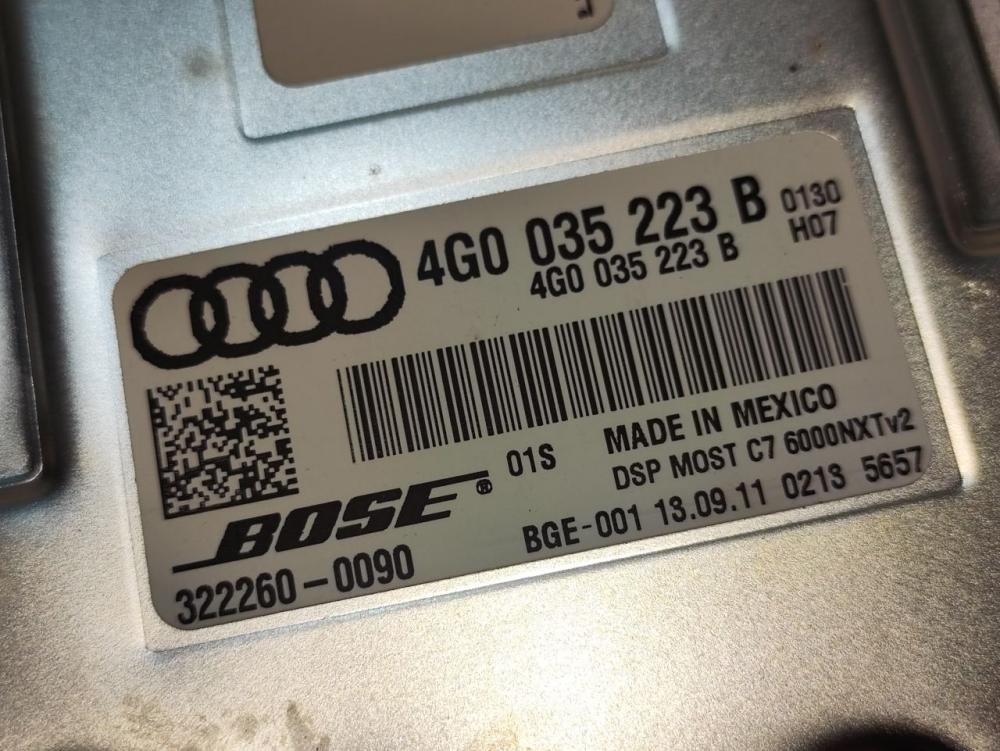 4G0 035 223 B 0130
4G0 035 223 B H07
01S MADE IN MEXICO
DSP MOST C7 6000NXTv2
BOSE®
BGE-001 13.09.11 0213 5657
322260-0090